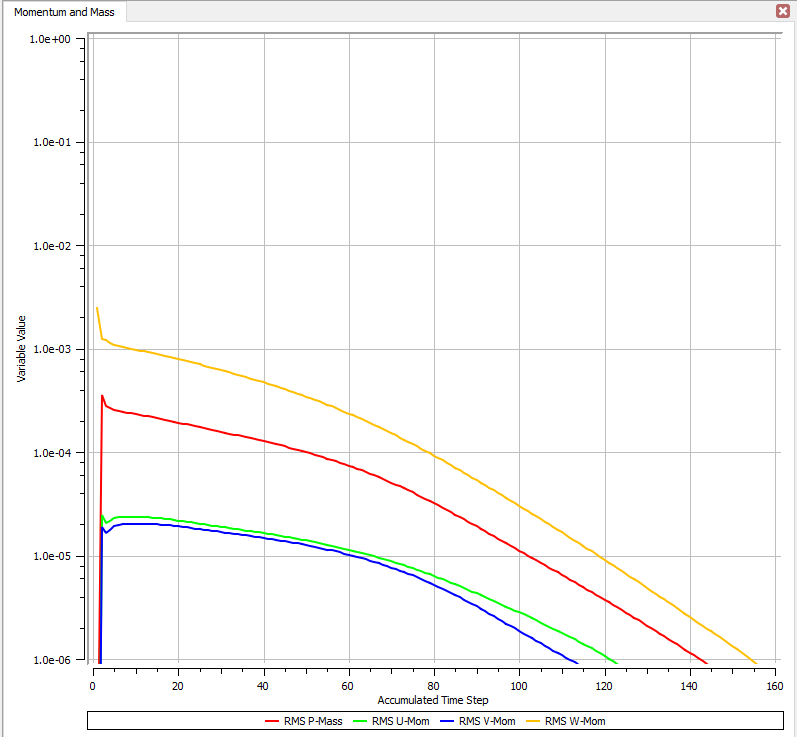 Momentum and Mass
1.0e+00
1.0e-01
1.0e-02
1.0e-03
1.0e-04
1.0e-05
1.0e-06
Variable Value
0 20 40 60 80 100 120 140 160
Accumulated Time Step
RMS P-Mass RMS U-Mom RMS V-Mom RMS W-Mom